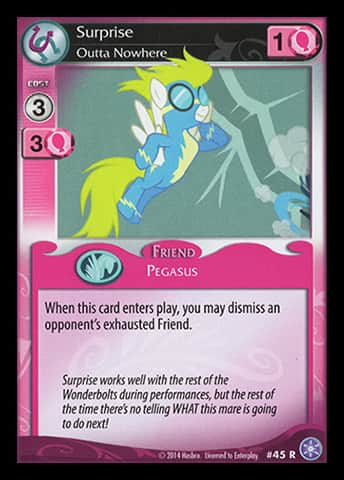 Surprise
Outta Nowhere
1
COST
3
3
FRIEND
PEGASUS
When this card enters play, you may dismiss an
opponent's exhausted Friend.
Surprise works well with the rest of the
Wonderbolts during performances, but the rest of
the time there's no telling WHAT this mare is going
to do next!
© 2014 Hasbro. Licensed to Enterplay. #45 R